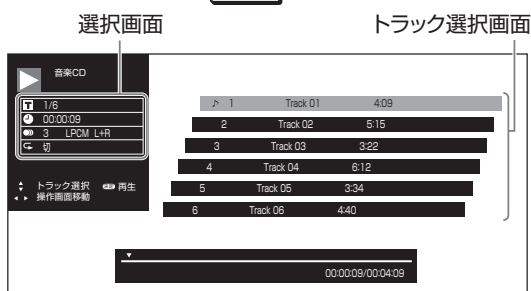 選択画面
トラック選択画面
音楽CD
T 1/6
00:00:09
3 LPCM L+R
切
トラック選択 再生
操作画面移動
♪ 1 Track 01 4:09
2 Track 02 5:15
3 Track 03 3:22
4 Track 04 6:12
5 Track 05 3:34
6 Track 06 4:40
00:00:09/00:04:09